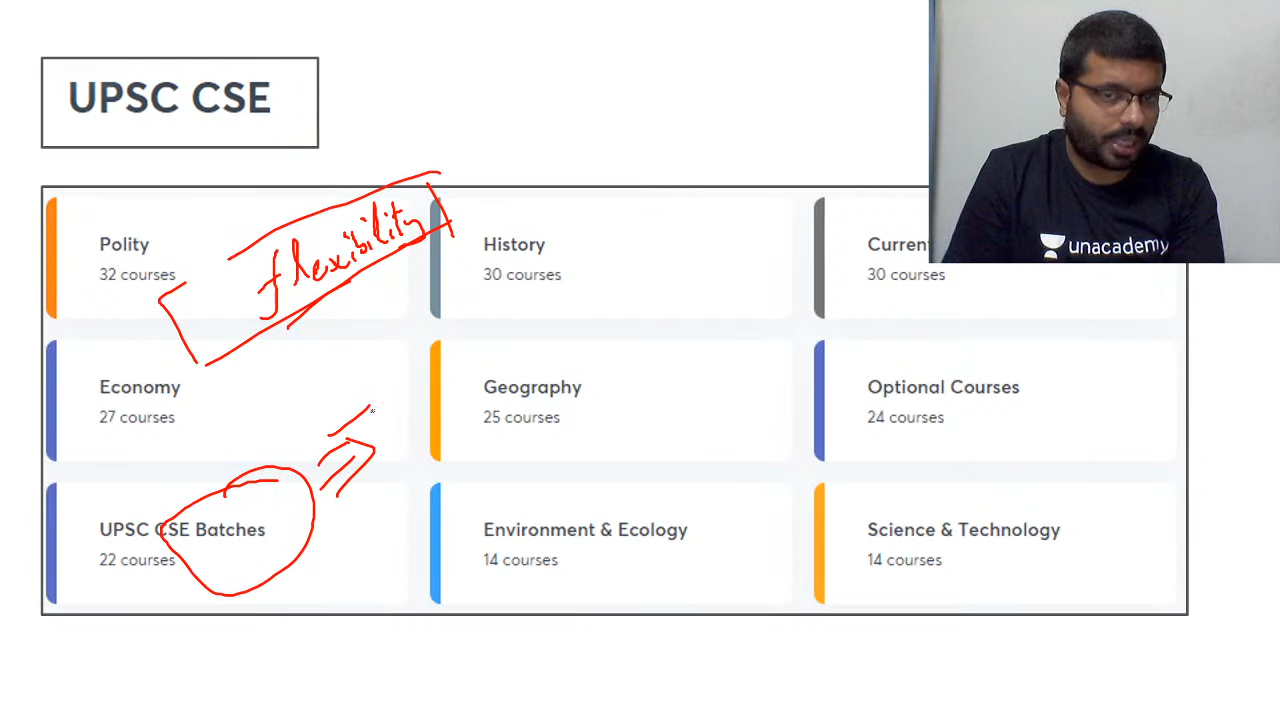 UPSC CSE
unacademy
flexibility
Polity
32 courses
History
30 courses
Current
30 courses
Economy
27 courses
Geography
25 courses
Optional Courses
24 courses
UPSC CSE Batches
22 courses
Environment & Ecology
14 courses
Science & Technology
14 courses